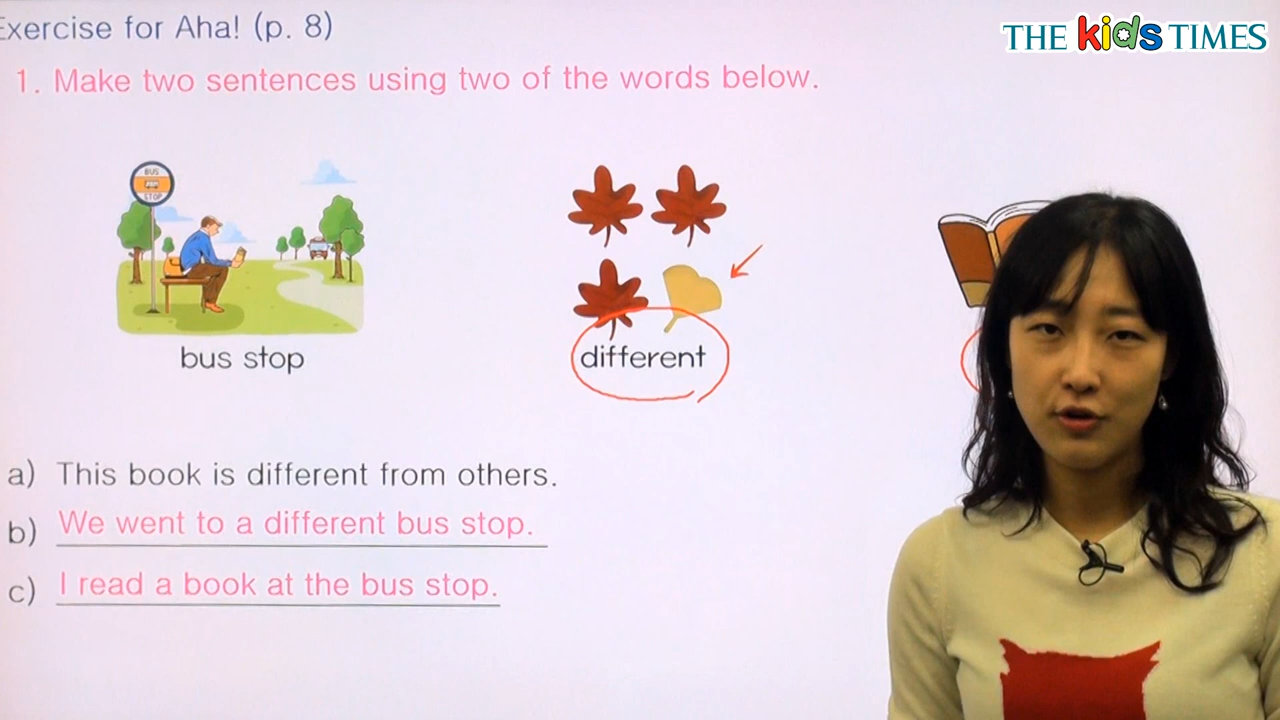 Exercise for Aha! (p. 8)
THE kids TIMES
1. Make two sentences using two of the words below.
BUS
STOP
bus stop
different
a) This book is different from others.
b) We went to a different bus stop.
c) I read a book at the bus stop.